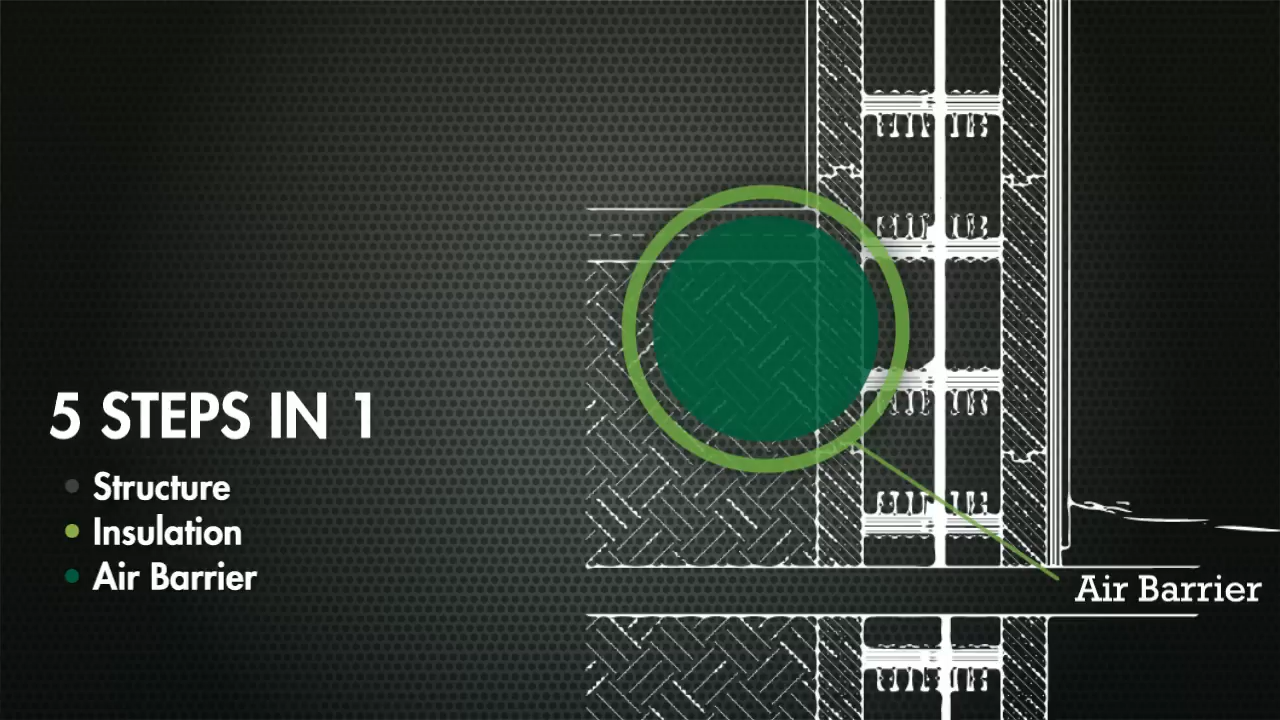 5 STEPS IN 1
Structure
Insulation
Air Barrier
Air Barrier